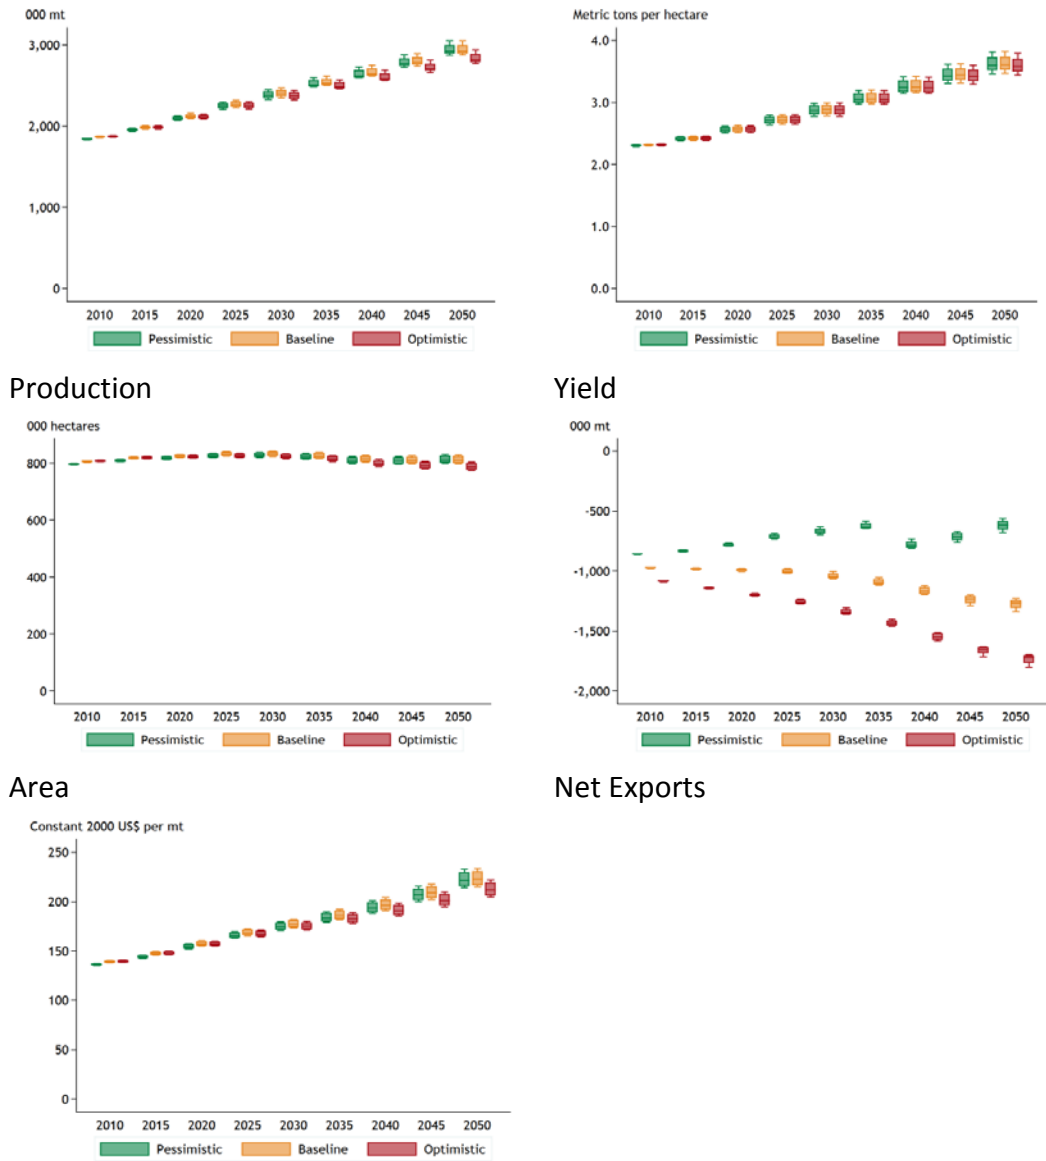 000 mt
3,000
2,000
1,000
0
2010 2015 2020 2025 2030 2035 2040 2045 2050
Pessimistic Baseline Optimistic
Production
Metric tons per hectare
4.0
3.0
2.0
1.0
0.0
2010 2015 2020 2025 2030 2035 2040 2045 2050
Pessimistic Baseline Optimistic
Yield
000 hectares
800
600
400
200
0
2010 2015 2020 2025 2030 2035 2040 2045 2050
Pessimistic Baseline Optimistic
Area
000 mt
0
-500
-1,000
-1,500
-2,000
2010 2015 2020 2025 2030 2035 2040 2045 2050
Pessimistic Baseline Optimistic
Net Exports
Constant 2000 US$ per mt
250
200
150
100
50
0
2010 2015 2020 2025 2030 2035 2040 2045 2050
Pessimistic Baseline Optimistic